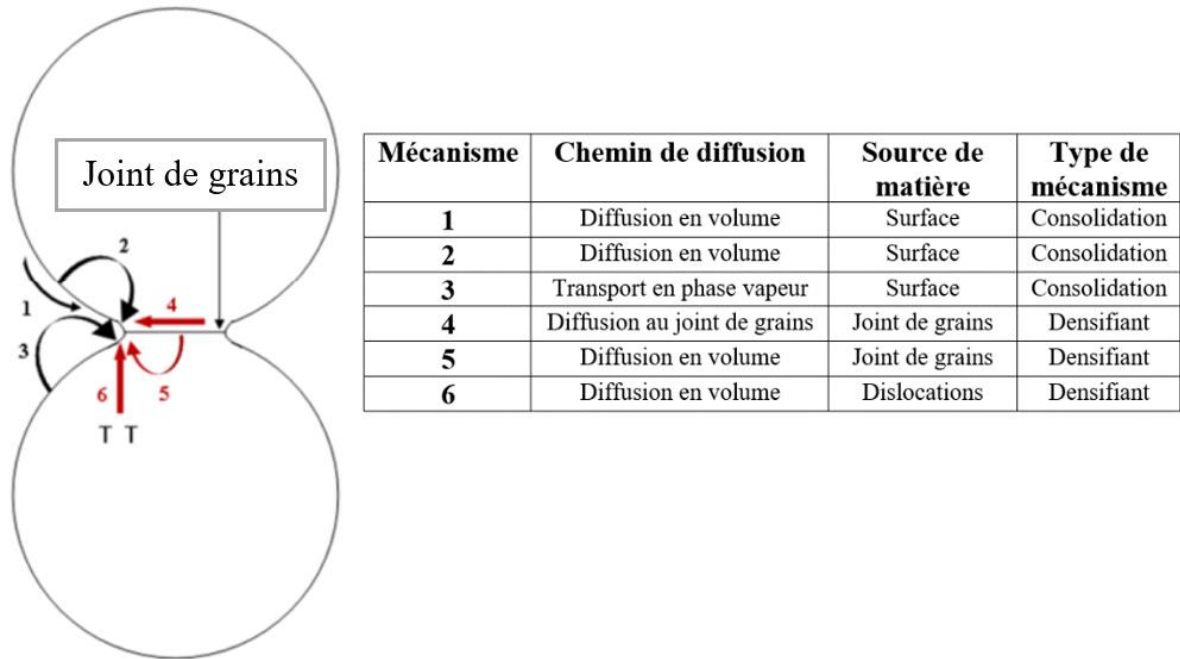 Joint de grains
2
1
4
3
6
5
T T
Mécanisme Chemin de diffusion Source de matière Type de mécanisme
1 Diffusion en volume Surface Consolidation
2 Diffusion en volume Surface Consolidation
3 Transport en phase vapeur Surface Consolidation
4 Diffusion au joint de grains Joint de grains Densifiant
5 Diffusion en volume Joint de grains Densifiant
6 Diffusion en volume Dislocations Densifiant